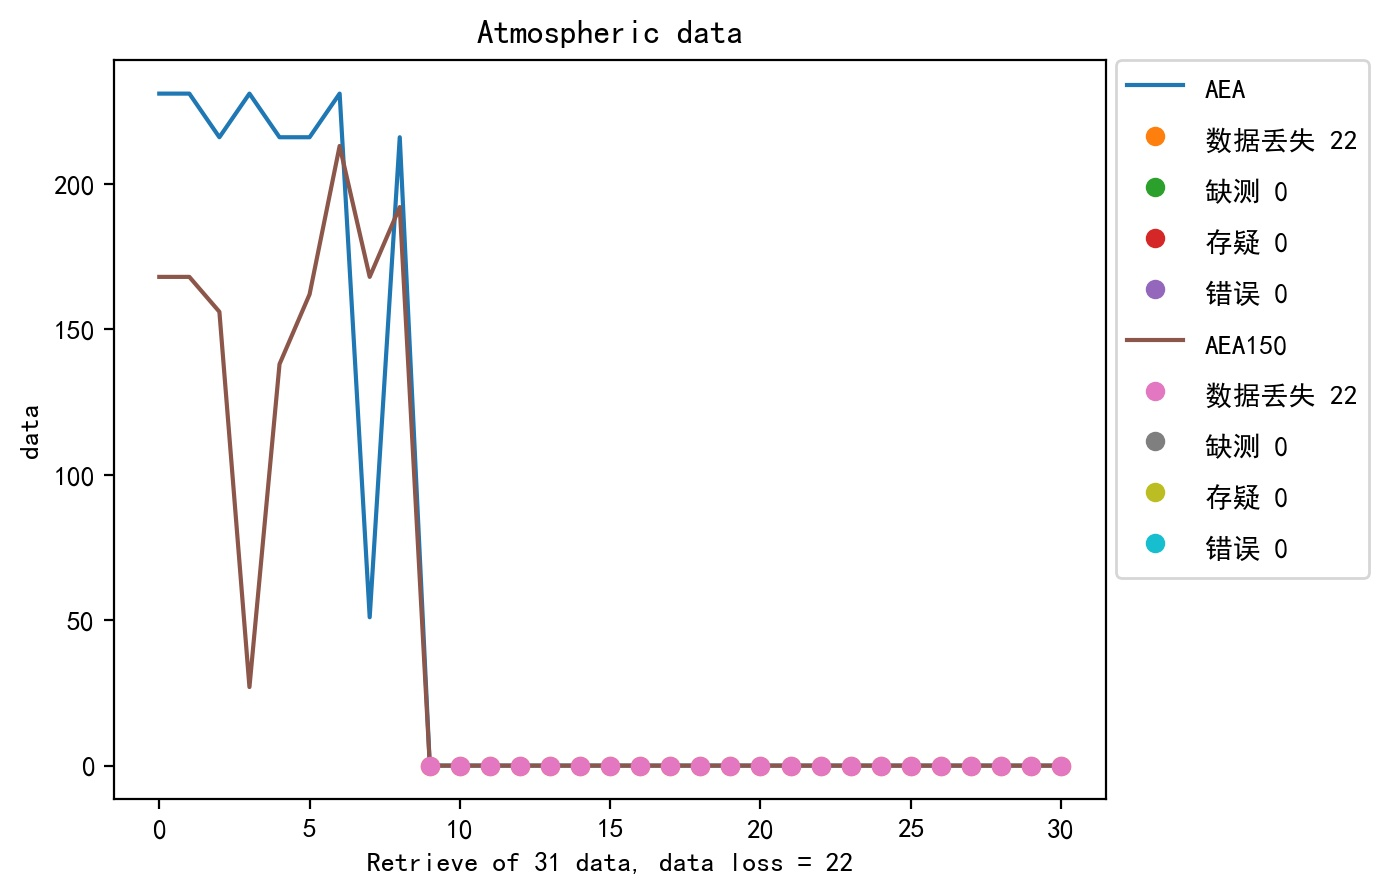 Atmospheric data
data
200
150
100
50
0
0 5 10 15 20 25 30
Retrieve of 31 data, data loss = 22
AEA
数据丢失 22
缺测 0
存疑 0
错误 0
AEA150
数据丢失 22
缺测 0
存疑 0
错误 0